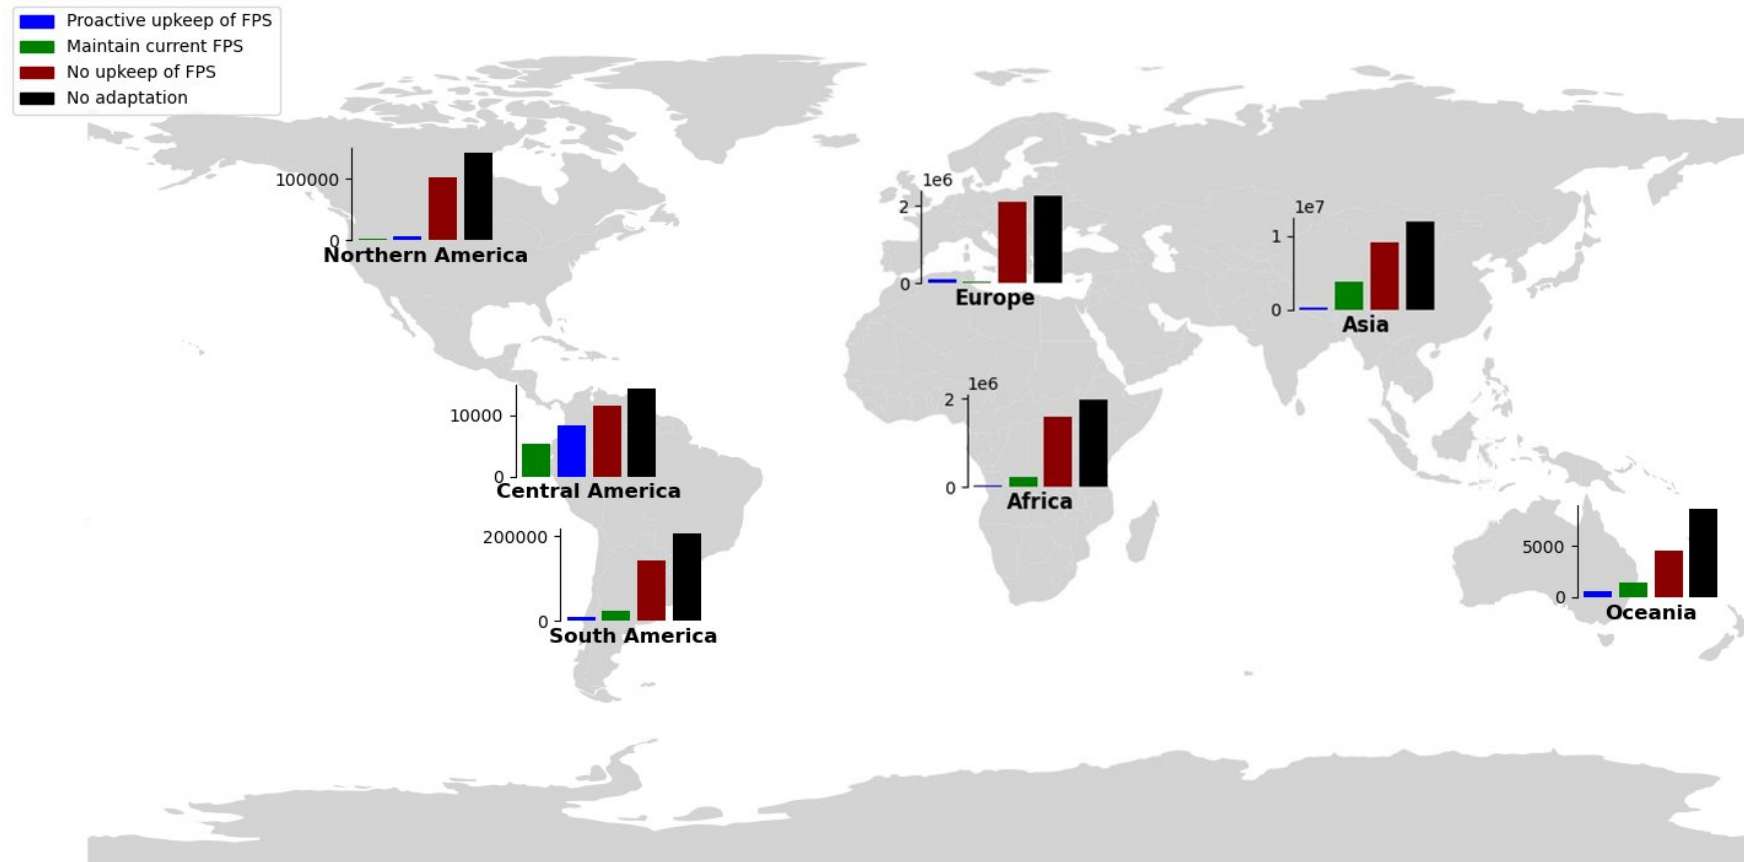 Proactive upkeep of FPS
Maintain current FPS
No upkeep of FPS
No adaptation
100000
0
Northern America
1e6
2
0
Europe
1e7
1
0
Asia
10000
0
Central America
1e6
2
0
Africa
200000
0
South America
5000
0
Oceania